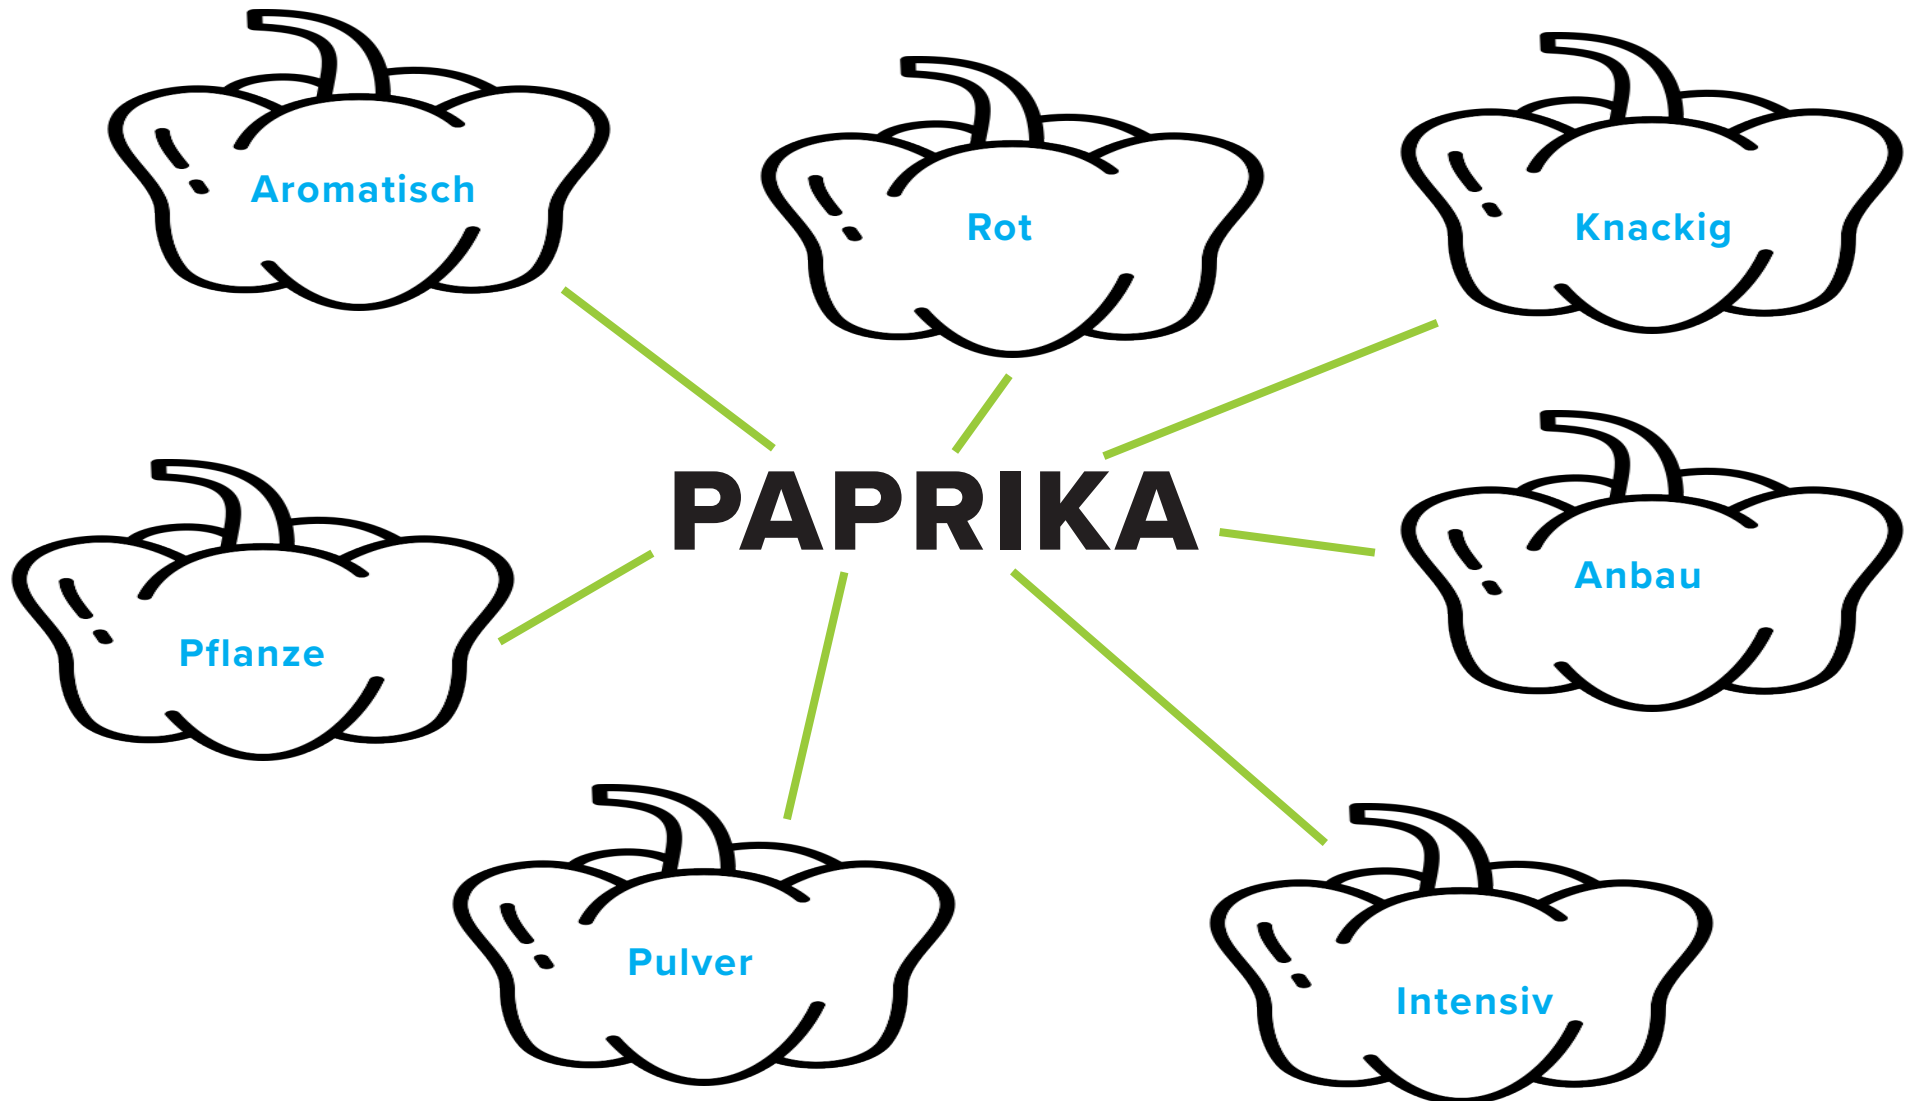 Aromatisch
Rot
Knackig
PAPRIKA
Anbau
Pflanze
Pulver
Intensiv